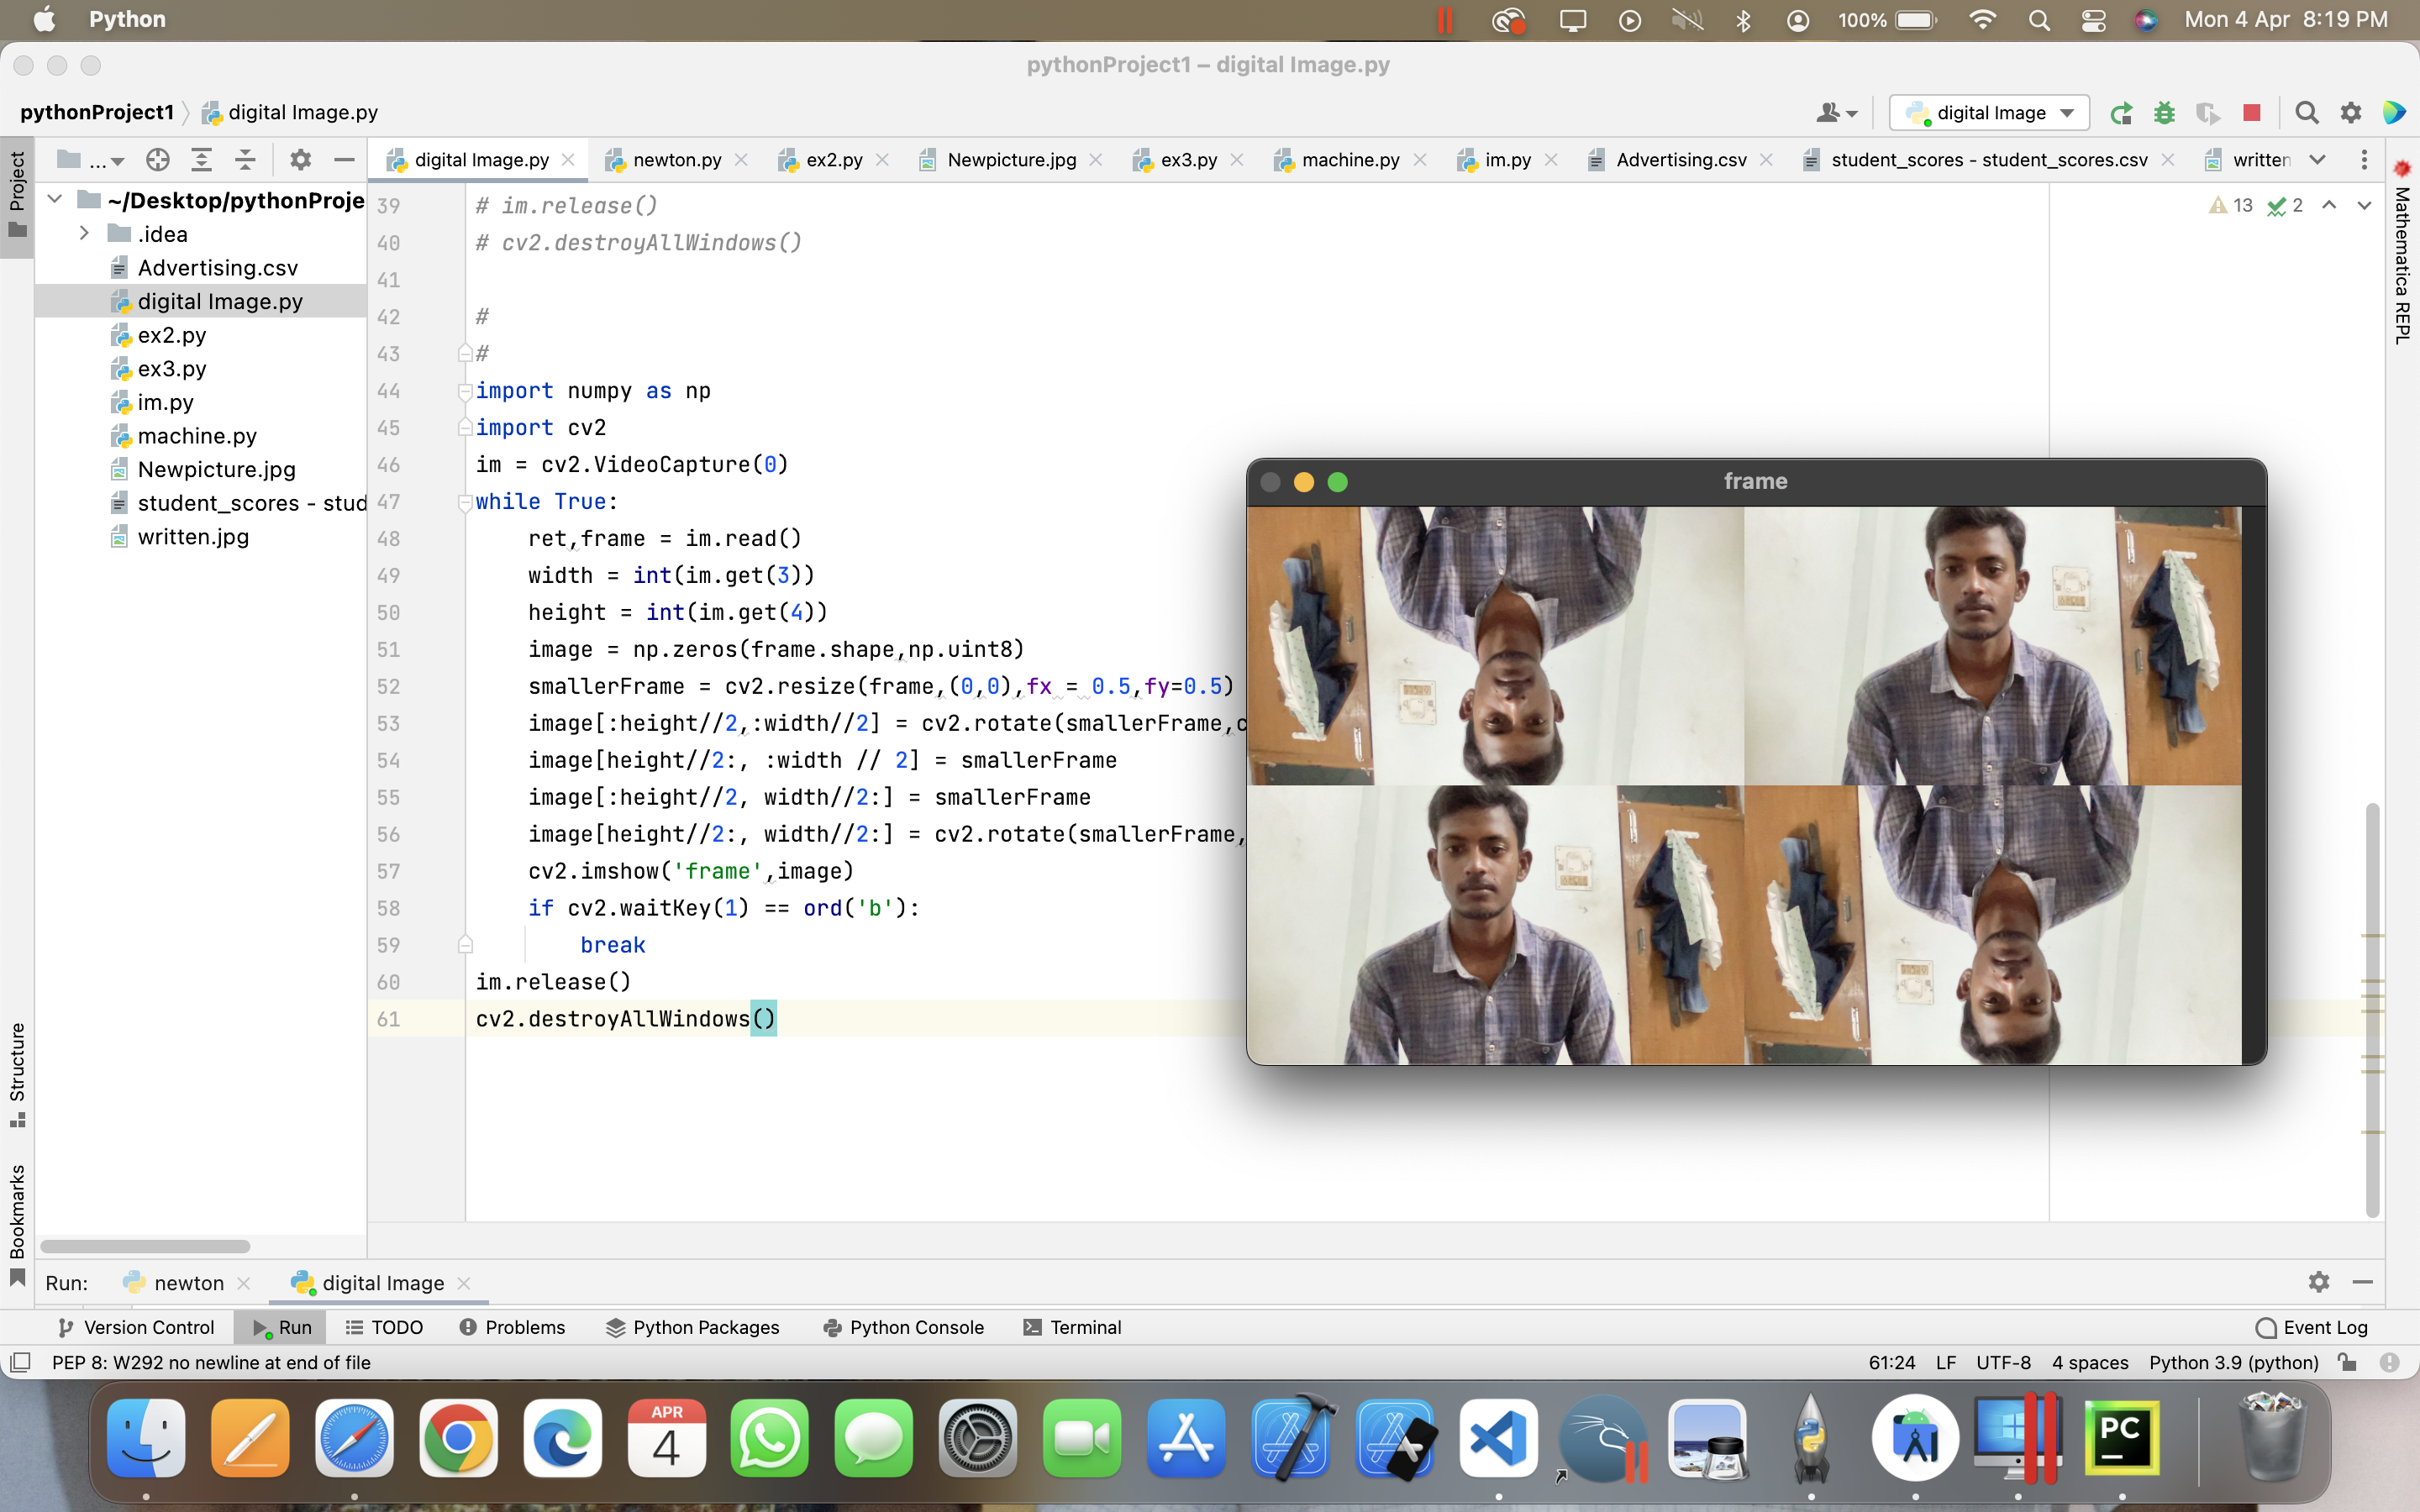 Python
100%
Mon 4 Apr 8:19 PM
pythonProject1 – digital Image.py
pythonProject1
digital Image.py
digital Image
Project
...
digital Image.py
newton.py
ex2.py
Newpicture.jpg
ex3.py
machine.py
im.py
Advertising.csv
student_scores - student_scores.csv
written
~/Desktop/pythonProje
.idea
Advertising.csv
digital Image.py
ex2.py
ex3.py
im.py
machine.py
Newpicture.jpg
student_scores - stud
written.jpg
13
2
Mathematica REPL
39 # im.release()
40 # cv2.destroyAllWindows()
41
42 #
43 #
44 import numpy as np
45 import cv2
46 im = cv2.VideoCapture(0)
47 while True:
48 ret,frame = im.read()
49 width = int(im.get(3))
50 height = int(im.get(4))
51 image = np.zeros(frame.shape,np.uint8)
52 smallerFrame = cv2.resize(frame,(0,0),fx = 0.5,fy=0.5)
53 image[:height//2,:width//2] = cv2.rotate(smallerFrame,c
54 image[height//2:, :width // 2] = smallerFrame
55 image[:height//2, width//2:] = smallerFrame
56 image[height//2:, width//2:] = cv2.rotate(smallerFrame,
57 cv2.imshow('frame',image)
58 if cv2.waitKey(1) == ord('b'):
59 break
60 im.release()
61 cv2.destroyAllWindows()
frame
Structure
Bookmarks
Run:
newton
digital Image
Version Control
Run
TODO
Problems
Python Packages
Python Console
Terminal
Event Log
PEP 8: W292 no newline at end of file
61:24
LF
UTF-8
4 spaces
Python 3.9 (python)
APR
4
PC